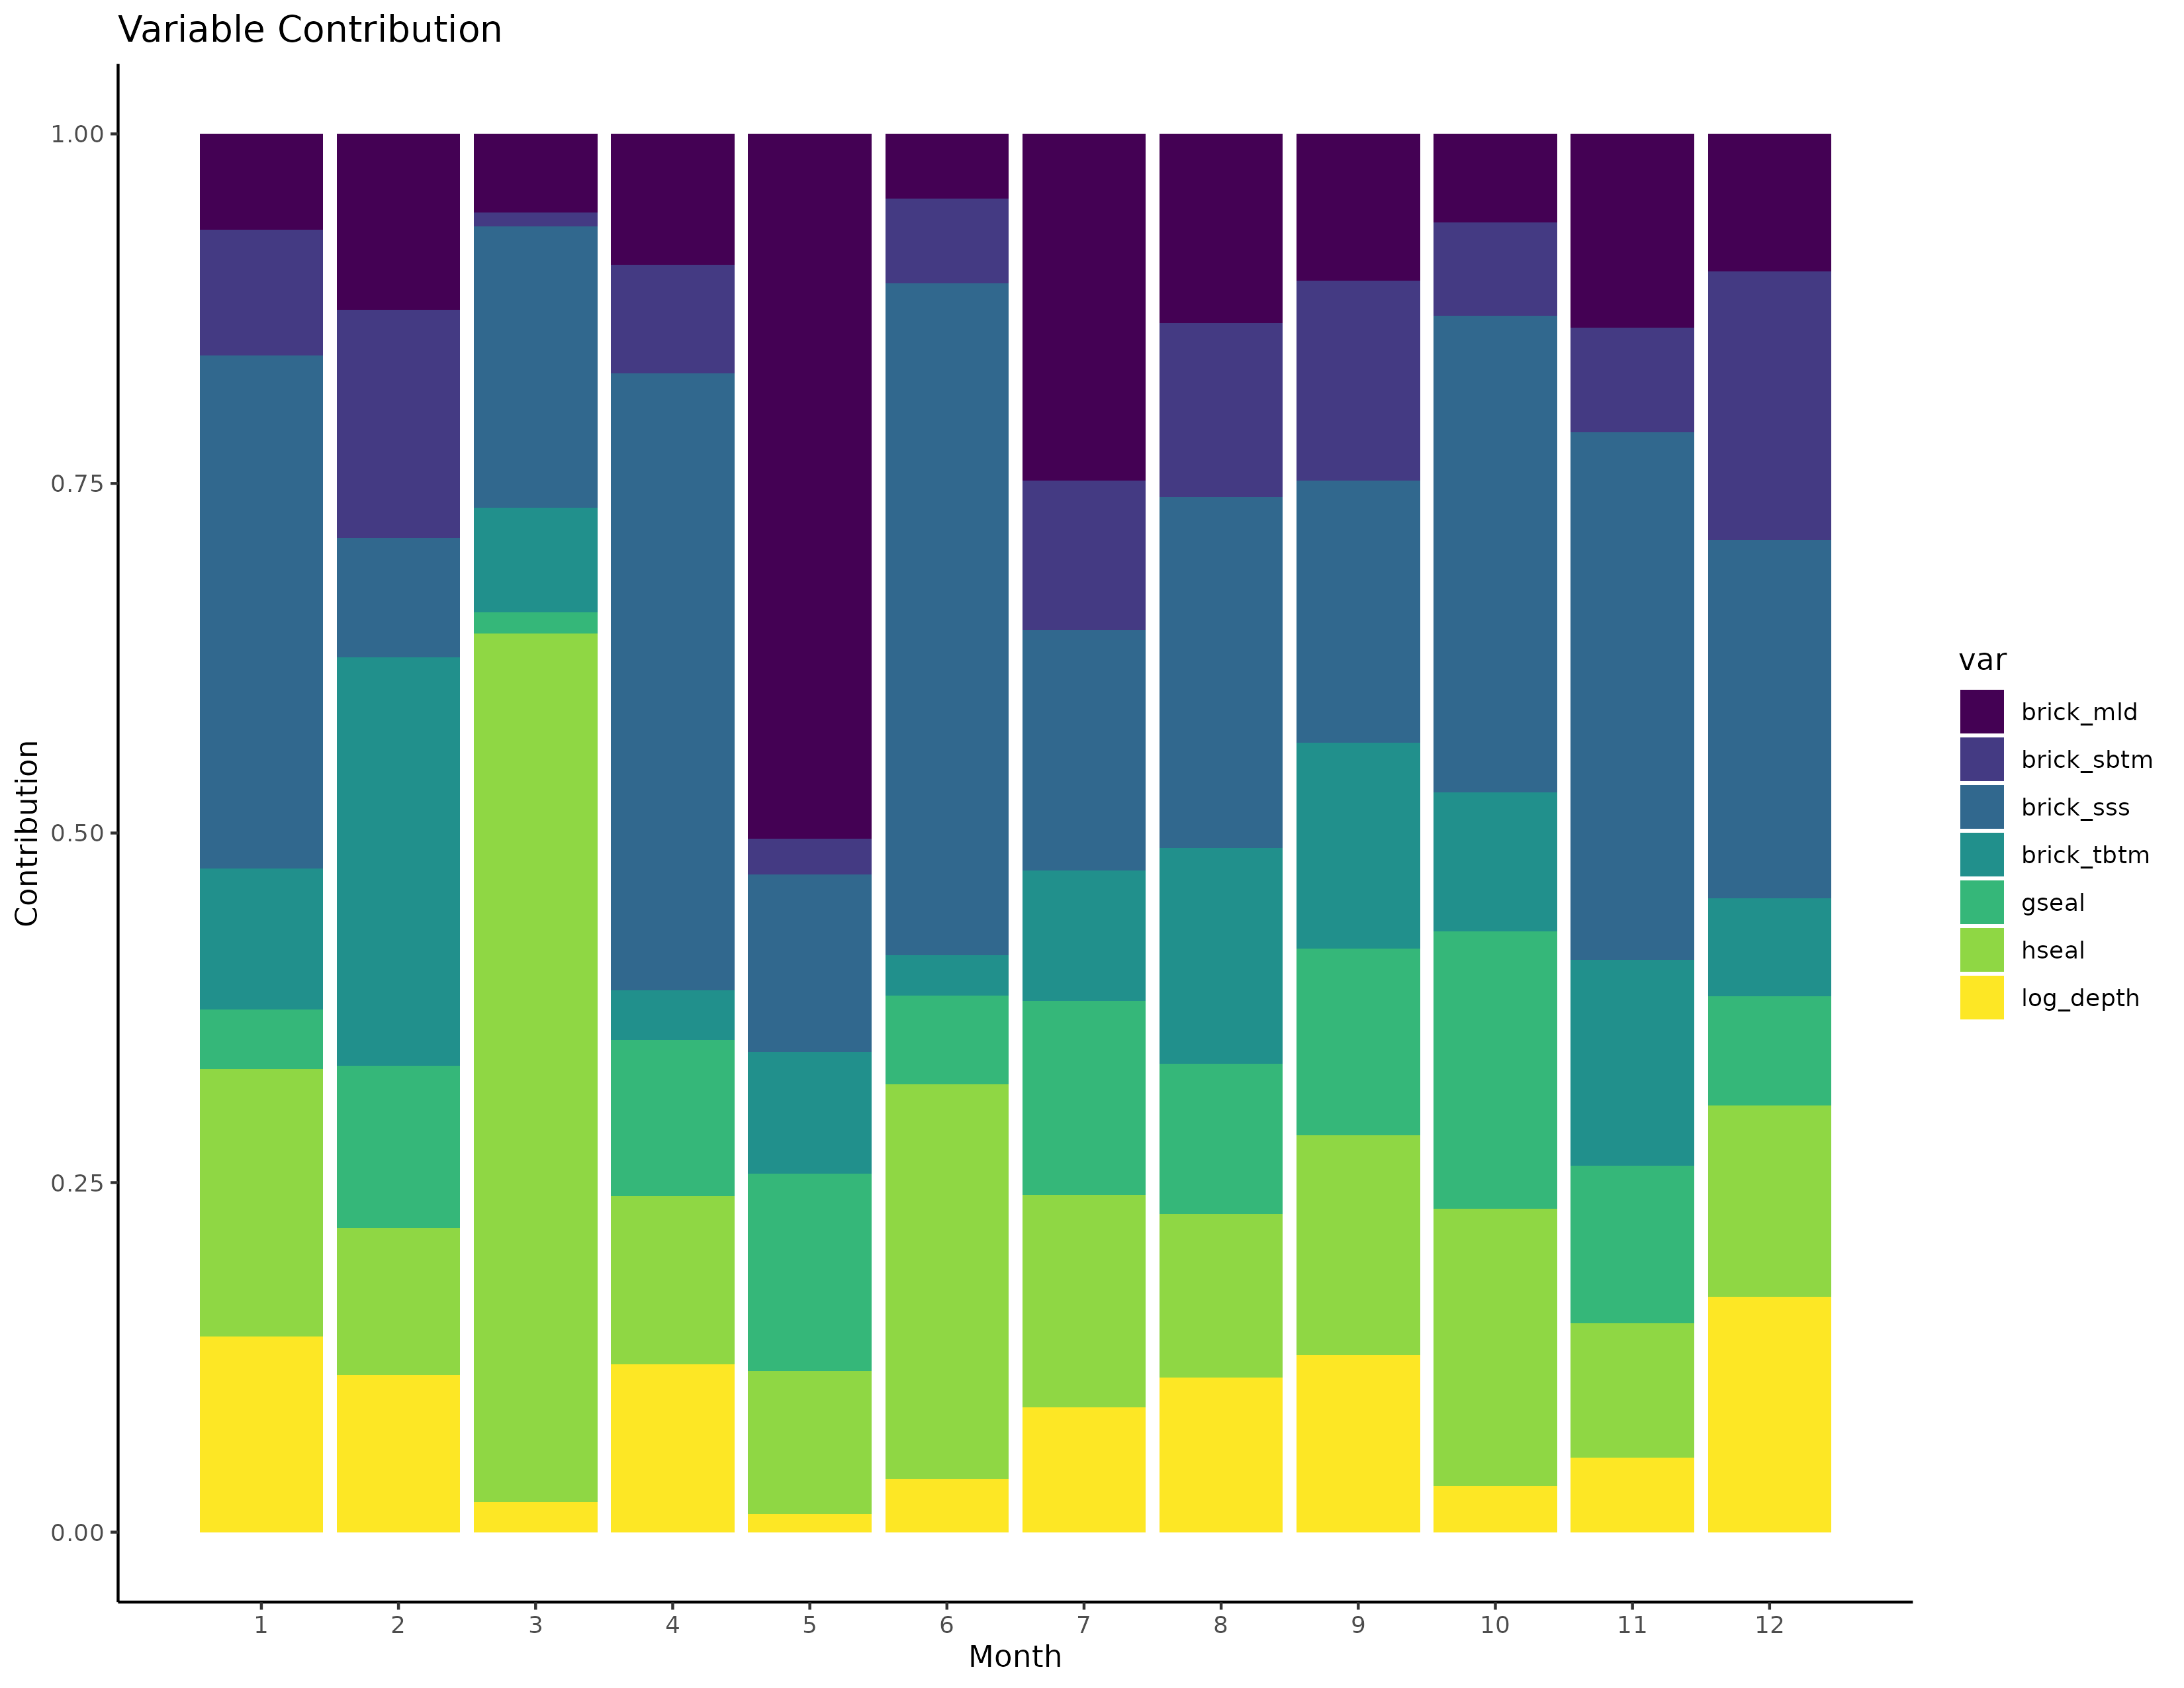 Variable Contribution
1.00
0.75
0.50
0.25
0.00
Contribution
1 2 3 4 5 6 7 8 9 10 11 12
Month
var
brick_mld
brick_sbtm
brick_sss
brick_tbtm
gseal
hseal
log_depth